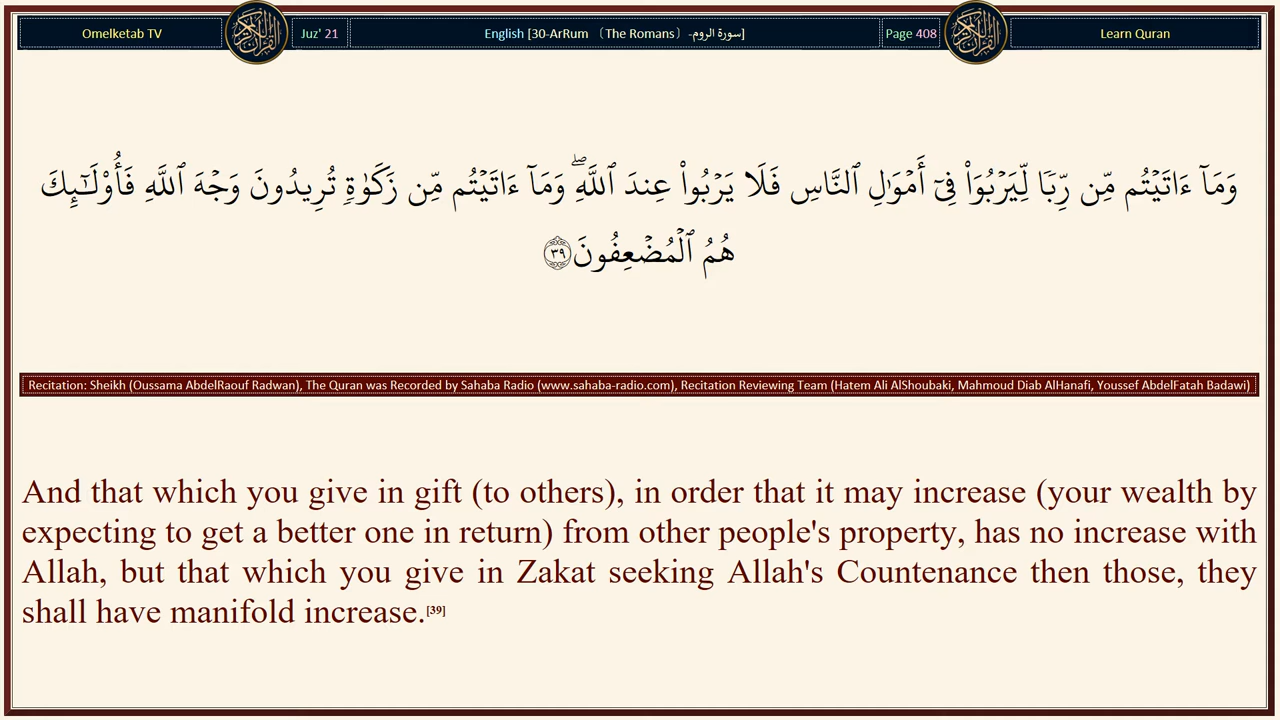 Omelketab TV
Juz' 21
English [30-ArRum 〔The Romans〕-سورة الروم]
Page 408
Learn Quran
وَمَآ ءَاتَيۡتُم مِّن رِّبٗا لِّيَرۡبُوَاْ فِيٓ أَمۡوَٰلِ ٱلنَّاسِ فَلَا يَرۡبُواْ عِندَ ٱللَّهِۖ وَمَآ ءَاتَيۡتُم مِّن زَكَوٰةٖ تُرِيدُونَ وَجۡهَ ٱللَّهِ فَأُوْلَٰٓئِكَ
هُمُ ٱلۡمُضۡعِفُونَ ٣٩
Recitation: Sheikh (Oussama AbdelRaouf Radwan), The Quran was Recorded by Sahaba Radio (www.sahaba-radio.com), Recitation Reviewing Team (Hatem Ali AlShoubaki, Mahmoud Diab AlHanafi, Youssef AbdelFatah Badawi)
And that which you give in gift (to others), in order that it may increase (your wealth by
expecting to get a better one in return) from other people's property, has no increase with
Allah, but that which you give in Zakat seeking Allah's Countenance then those, they
shall have manifold increase.[39]